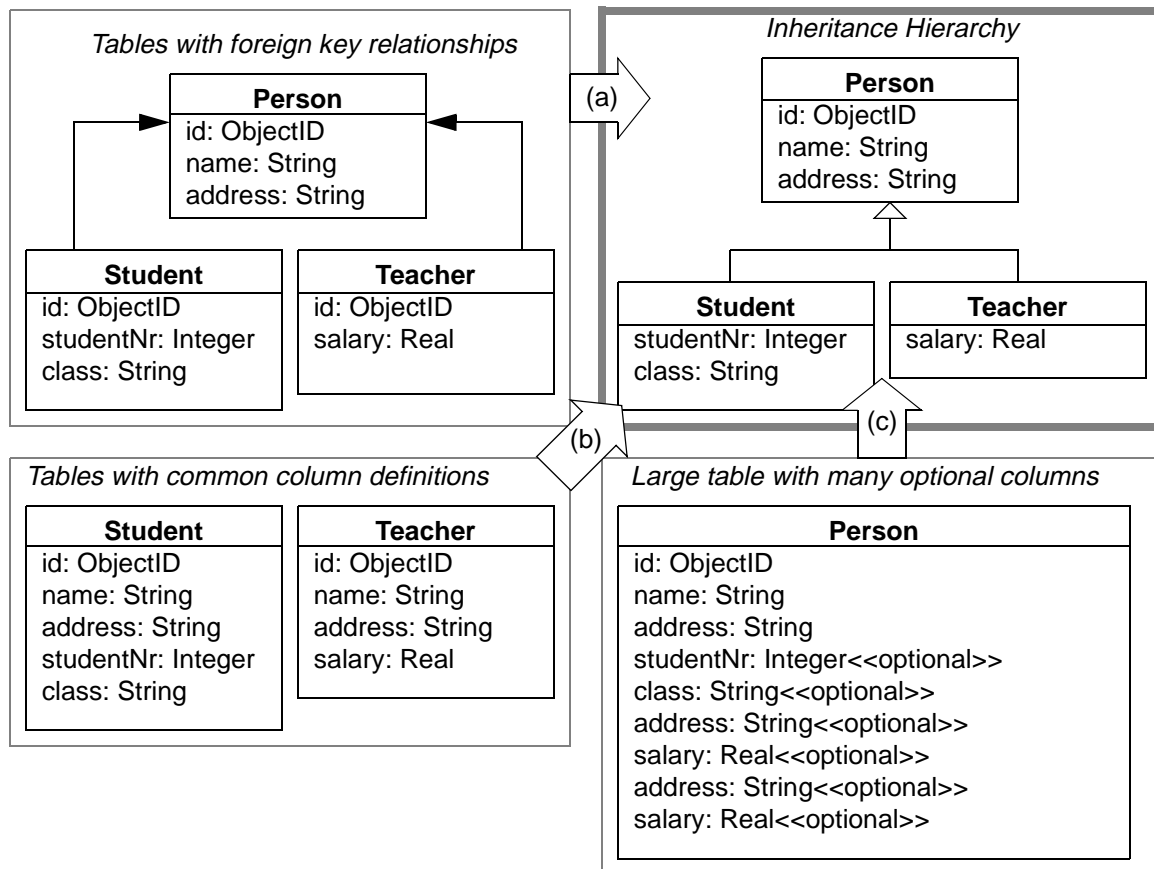 Tables with foreign key relationships
Person
id: ObjectID
name: String
address: String
Student
id: ObjectID
studentNr: Integer
class: String
Teacher
id: ObjectID
salary: Real
(a)
Inheritance Hierarchy
Person
id: ObjectID
name: String
address: String
Student
studentNr: Integer
class: String
Teacher
salary: Real
(b)
(c)
Tables with common column definitions
Student
id: ObjectID
name: String
address: String
studentNr: Integer
class: String
Teacher
id: ObjectID
name: String
address: String
salary: Real
Large table with many optional columns
Person
id: ObjectID
name: String
address: String
studentNr: Integer<<optional>>
class: String<<optional>>
address: String<<optional>>
salary: Real<<optional>>
address: String<<optional>>
salary: Real<<optional>>